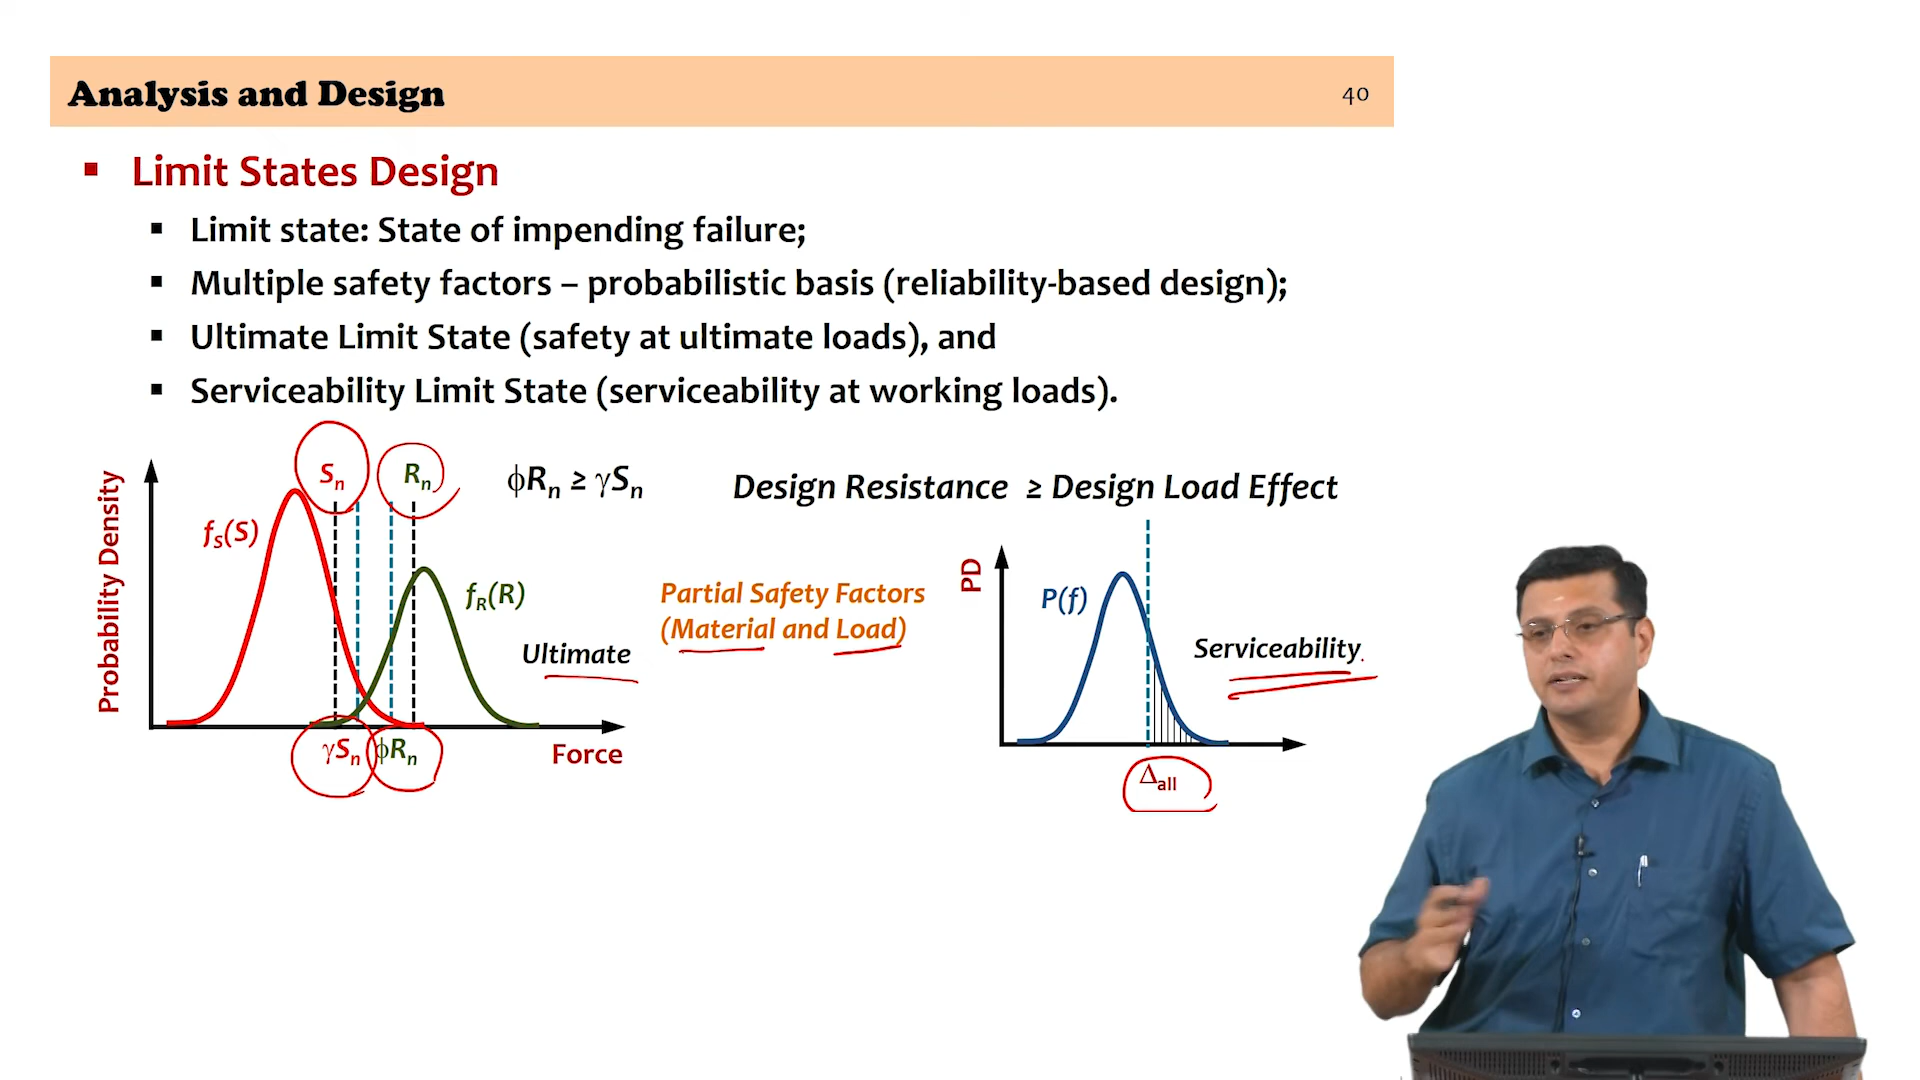 Analysis and Design
40
▪ Limit States Design
▪ Limit state: State of impending failure;
▪ Multiple safety factors – probabilistic basis (reliability-based design);
▪ Ultimate Limit State (safety at ultimate loads), and
▪ Serviceability Limit State (serviceability at working loads).
Probability Density
Sn
Rn
fS(S)
fR(R)
γSn
ϕRn
Force
ϕRn ≥ γSn
Design Resistance ≥ Design Load Effect
Ultimate
Partial Safety Factors
(Material and Load)
PD
P(f)
Serviceability
Δall